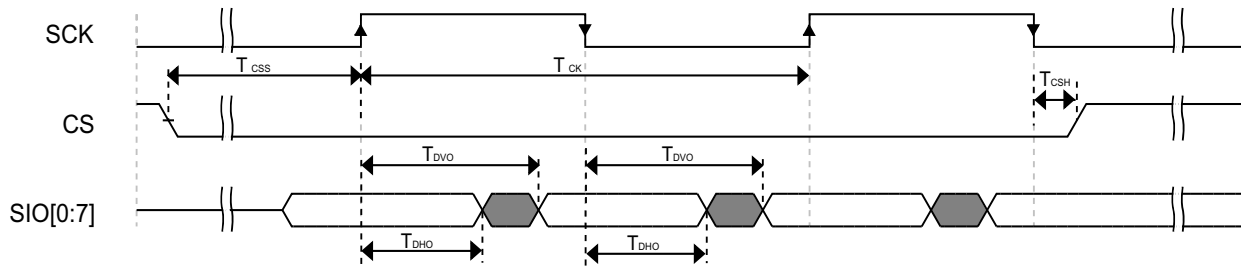 SCK
T CSS
T CK
T CSH
CS
TDVO
TDVO
SIO[0:7]
TDHO
TDHO